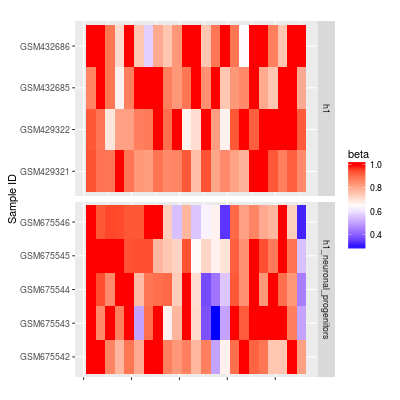 GSM432686
GSM432685
GSM429322
GSM429321
h1
GSM675546
GSM675545
GSM675544
GSM675543
GSM675542
h1_neuronal_progenitors
Sample ID
beta
1.0
0.8
0.6
0.4